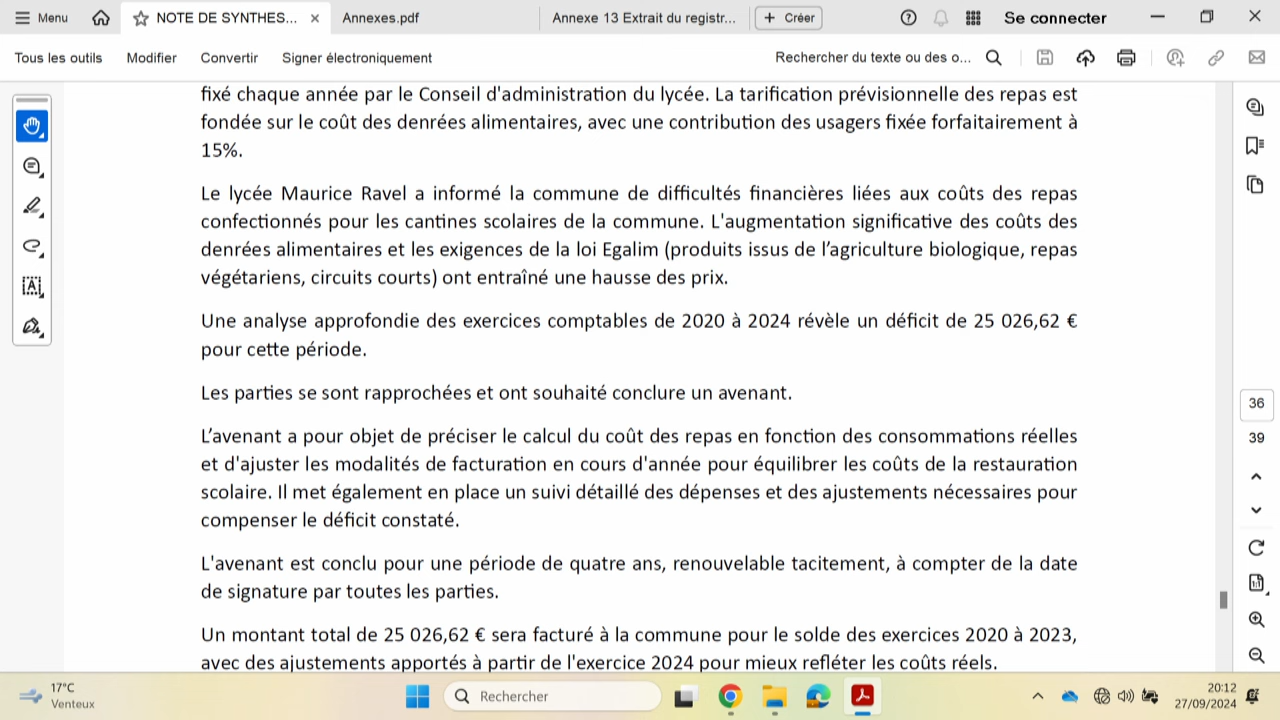 Menu
NOTE DE SYNTHES...
Annexes.pdf
Annexe 13 Extrait du registr...
+ Créer
Se connecter
Tous les outils
Modifier
Convertir
Signer électroniquement
Rechercher du texte ou des o...
fixé chaque année par le Conseil d'administration du lycée. La tarification prévisionnelle des repas est
fondée sur le coût des denrées alimentaires, avec une contribution des usagers fixée forfaitairement à
15%.
Le lycée Maurice Ravel a informé la commune de difficultés financières liées aux coûts des repas
confectionnés pour les cantines scolaires de la commune. L'augmentation significative des coûts des
denrées alimentaires et les exigences de la loi Egalim (produits issus de l’agriculture biologique, repas
végétariens, circuits courts) ont entraîné une hausse des prix.
Une analyse approfondie des exercices comptables de 2020 à 2024 révèle un déficit de 25 026,62 €
pour cette période.
Les parties se sont rapprochées et ont souhaité conclure un avenant.
L’avenant a pour objet de préciser le calcul du coût des repas en fonction des consommations réelles
et d'ajuster les modalités de facturation en cours d'année pour équilibrer les coûts de la restauration
scolaire. Il met également en place un suivi détaillé des dépenses et des ajustements nécessaires pour
compenser le déficit constaté.
L'avenant est conclu pour une période de quatre ans, renouvelable tacitement, à compter de la date
de signature par toutes les parties.
Un montant total de 25 026,62 € sera facturé à la commune pour le solde des exercices 2020 à 2023,
avec des ajustements apportés à partir de l'exercice 2024 pour mieux refléter les coûts réels.
36
39
1:1
17°C
Venteux
Rechercher
20:12
27/09/2024